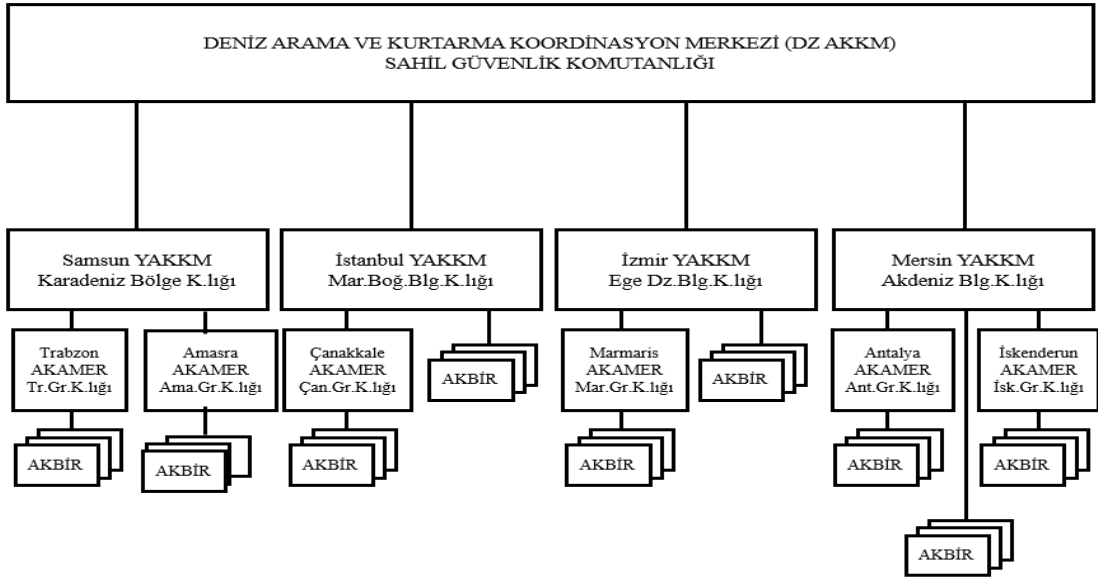 DENİZ ARAMA VE KURTARMA KOORDİNASYON MERKEZİ (DZ AKKM)
SAHİL GÜVENLİK KOMUTANLIĞI
Samsun YAKKM
Karadeniz Bölge K.lığı
İstanbul YAKKM
Mar.Boğ.Blg.K.lığı
İzmir YAKKM
Ege Dz.Blg.K.lığı
Mersin YAKKM
Akdeniz Blg.K.lığı
Trabzon
AKAMER
Tr.Gr.K.lığı
Amasra
AKAMER
Ama.Gr.K.lığı
Çanakkale
AKAMER
Çan.Gr.K.lığı
AKBİR
Marmaris
AKAMER
Mar.Gr.K.lığı
AKBİR
Antalya
AKAMER
Ant.Gr.K.lığı
İskenderun
AKAMER
İsk.Gr.K.lığı
AKBİR
AKBİR
AKBİR
AKBİR
AKBİR
AKBİR
AKBİR